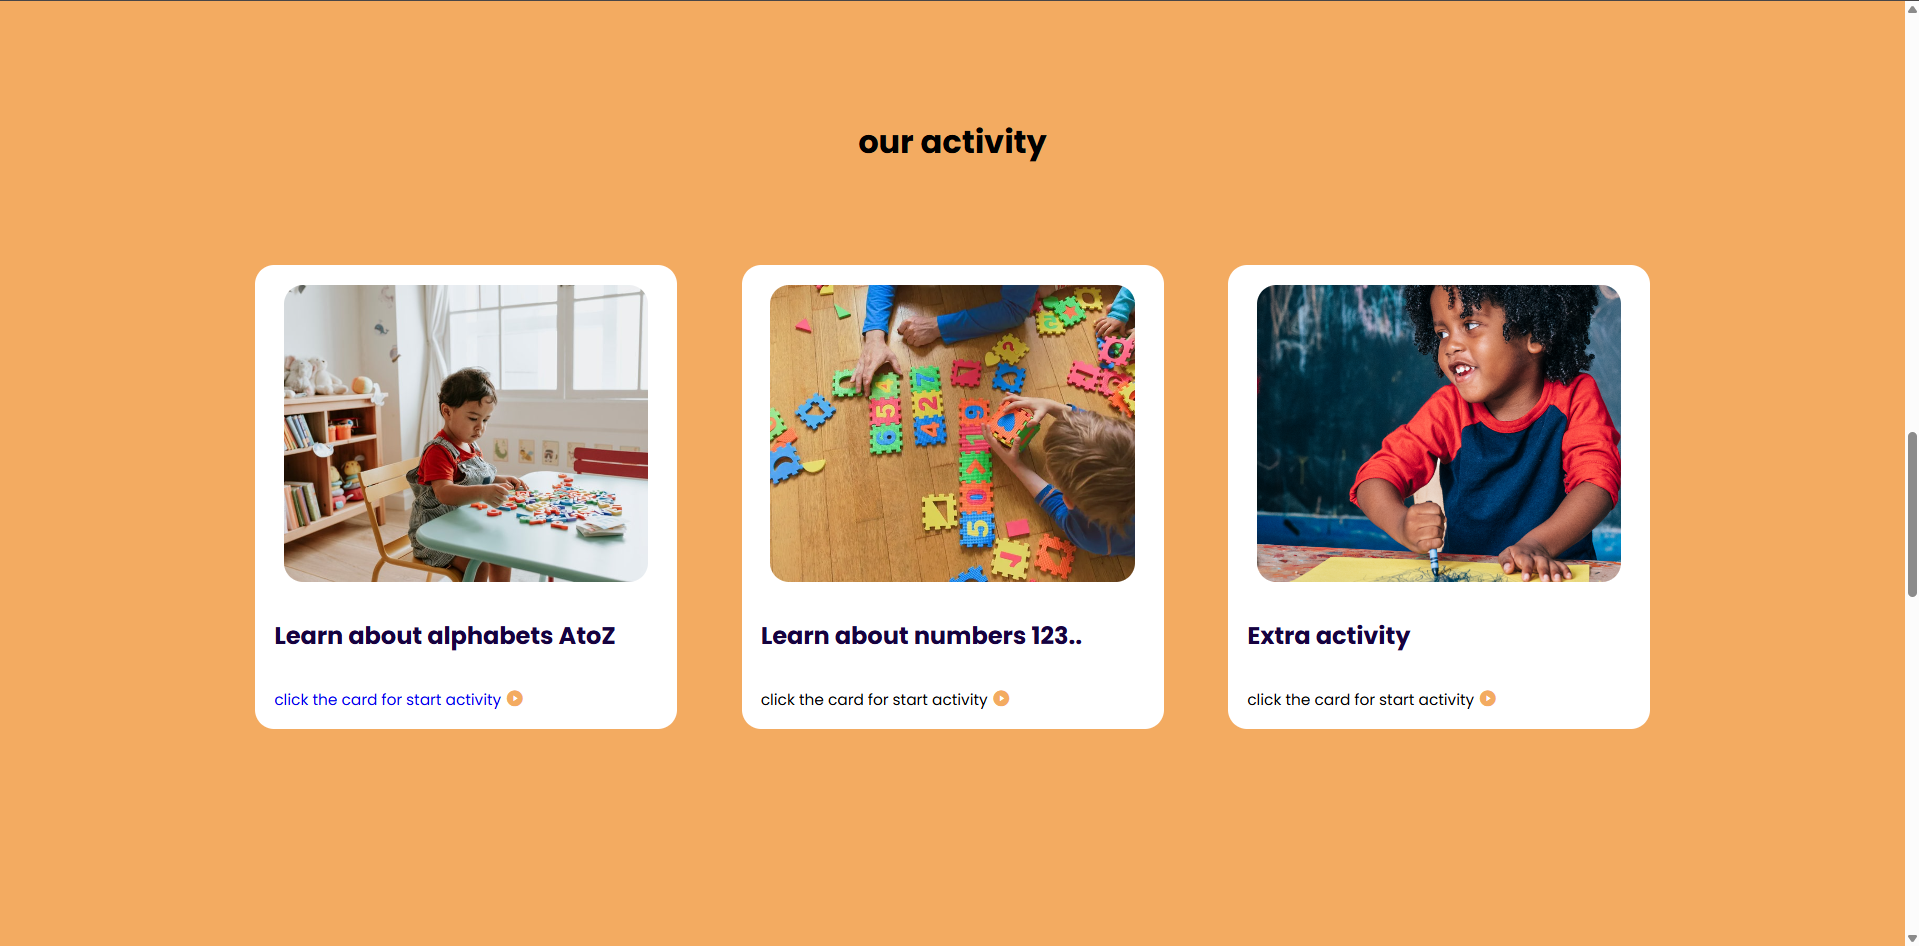 our activity
Learn about alphabets AtoZ
click the card for start activity
Learn about numbers 123..
click the card for start activity
Extra activity
click the card for start activity